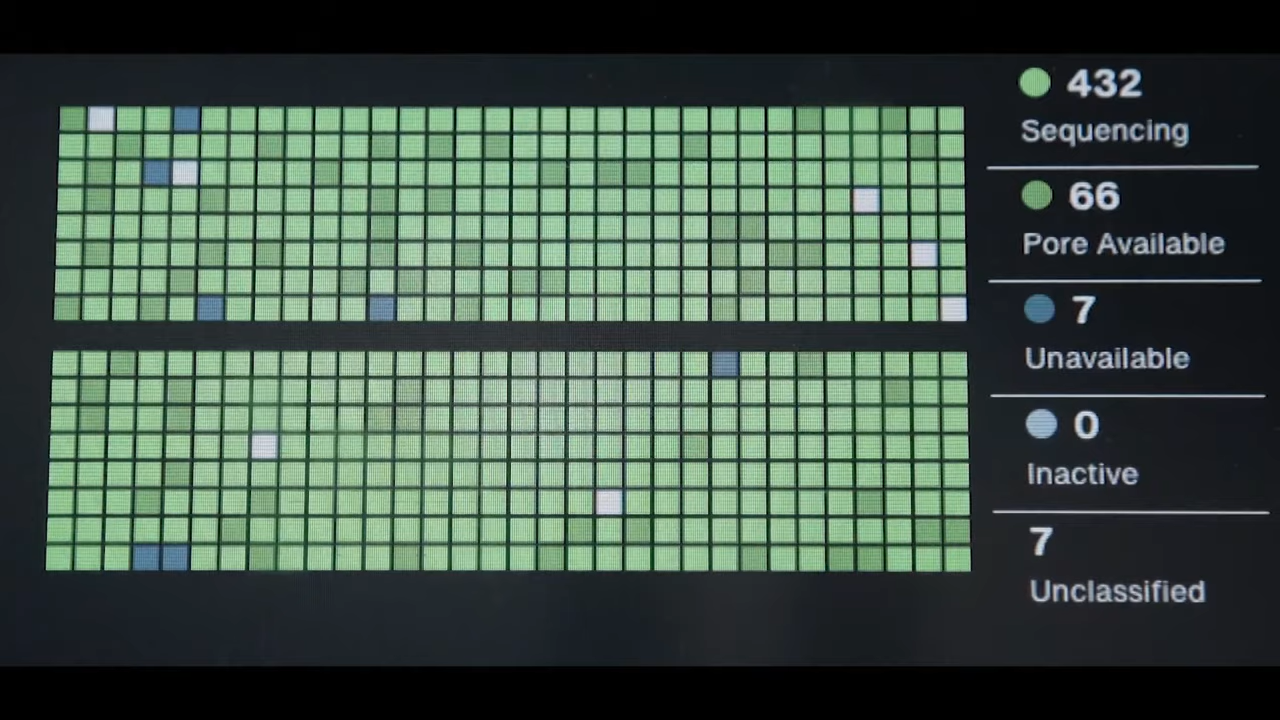 432
Sequencing
66
Pore Available
7
Unavailable
0
Inactive
7
Unclassified